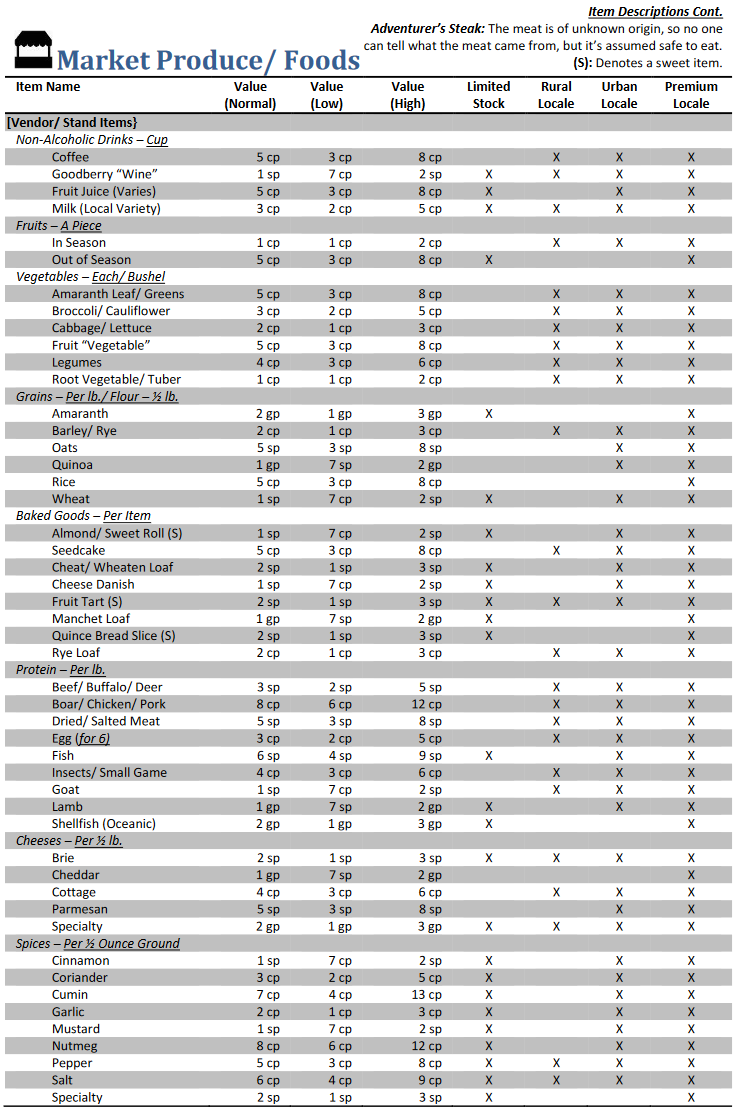 Item Descriptions Cont.
Adventurer's Steak: The meat is of unknown origin, so no one
can tell what the meat came from, but it's assumed safe to eat.
(S): Denotes a sweet item.
Market Produce/ Foods
Item Name Value (Normal) Value (Low) Value (High) Limited Stock Rural Locale Urban Locale Premium Locale
[Vendor/ Stand Items}
Non-Alcoholic Drinks – Cup
Coffee 5 cp 3 cp 8 cp X X X
Goodberry "Wine" 1 sp 7 cp 2 sp X X X X
Fruit Juice (Varies) 5 cp 3 cp 8 cp X X X
Milk (Local Variety) 3 cp 2 cp 5 cp X X X X
Fruits – A Piece
In Season 1 cp 1 cp 2 cp X X X
Out of Season 5 cp 3 cp 8 cp X X
Vegetables – Each/ Bushel
Amaranth Leaf/ Greens 5 cp 3 cp 8 cp X X X
Broccoli/ Cauliflower 3 cp 2 cp 5 cp X X X
Cabbage/ Lettuce 2 cp 1 cp 3 cp X X X
Fruit "Vegetable" 5 cp 3 cp 8 cp X X X
Legumes 4 cp 3 cp 6 cp X X X
Root Vegetable/ Tuber 1 cp 1 cp 2 cp X X X
Grains – Per lb./ Flour – ½ lb.
Amaranth 2 gp 1 gp 3 gp X X
Barley/ Rye 2 cp 1 cp 3 cp X X X
Oats 5 sp 3 sp 8 sp X X
Quinoa 1 gp 7 sp 2 gp X X
Rice 5 cp 3 cp 8 cp X
Wheat 1 sp 7 cp 2 sp X X X
Baked Goods – Per Item
Almond/ Sweet Roll (S) 1 sp 7 cp 2 sp X X X
Seedcake 5 cp 3 cp 8 cp X X X
Cheat/ Wheaten Loaf 2 sp 1 sp 3 sp X X X
Cheese Danish 1 sp 7 cp 2 sp X X X
Fruit Tart (S) 2 sp 1 sp 3 sp X X X X
Manchet Loaf 1 gp 7 sp 2 gp X X
Quince Bread Slice (S) 2 sp 1 sp 3 sp X X
Rye Loaf 2 cp 1 cp 3 cp X X X
Protein – Per lb.
Beef/ Buffalo/ Deer 3 sp 2 sp 5 sp X X X
Boar/ Chicken/ Pork 8 cp 6 cp 12 cp X X X
Dried/ Salted Meat 5 sp 3 sp 8 sp X X X
Egg (for 6) 3 cp 2 cp 5 cp X X X
Fish 6 sp 4 sp 9 sp X X X
Insects/ Small Game 4 cp 3 cp 6 cp X X X
Goat 1 sp 7 cp 2 sp X X X
Lamb 1 gp 7 sp 2 gp X X X
Shellfish (Oceanic) 2 gp 1 gp 3 gp X X
Cheeses – Per ½ lb.
Brie 2 sp 1 sp 3 sp X X X X
Cheddar 1 gp 7 sp 2 gp X
Cottage 4 cp 3 cp 6 cp X X X
Parmesan 5 sp 3 sp 8 sp X X
Specialty 2 gp 1 gp 3 gp X X X X
Spices – Per ½ Ounce Ground
Cinnamon 1 sp 7 cp 2 sp X X X
Coriander 3 cp 2 cp 5 cp X X X
Cumin 7 cp 4 cp 13 cp X X X
Garlic 2 cp 1 cp 3 cp X X X
Mustard 1 sp 7 cp 2 sp X X X
Nutmeg 8 cp 6 cp 12 cp X X X
Pepper 5 cp 3 cp 8 cp X X X X
Salt 6 cp 4 cp 9 cp X X X X
Specialty 2 sp 1 sp 3 sp X X